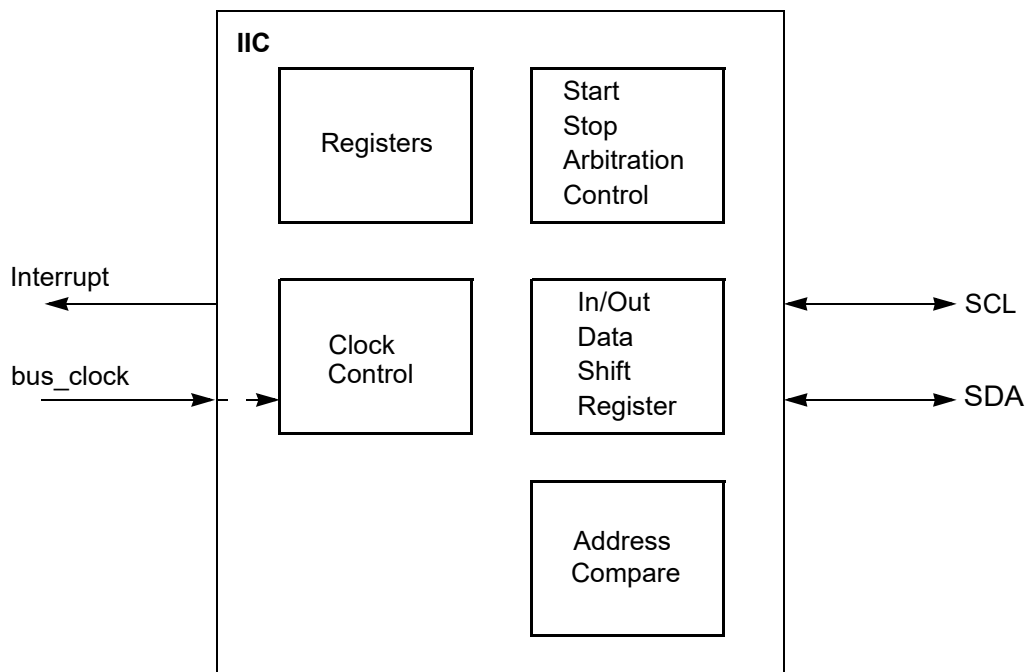 IIC
Registers
Start
Stop
Arbitration
Control
Interrupt
bus_clock
Clock
Control
In/Out
Data
Shift
Register
SCL
SDA
Address
Compare